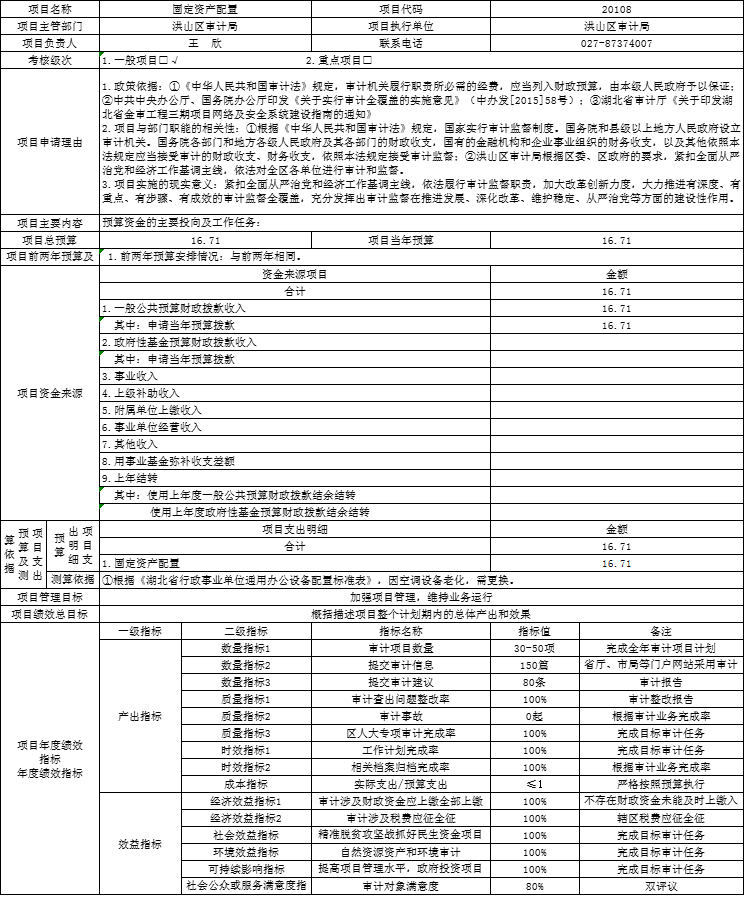 项目名称 固定资产配置 项目代码 20108
项目主管部门 洪山区审计局 项目执行单位 洪山区审计局
项目负责人 王 欣 联系电话 027-87374007
考核级次 1.一般项目□√ 2.重点项目□
项目申请理由
1.政策依据：①《中华人民共和国审计法》规定，审计机关履行职责所必需的经费，应当列入财政预算，由本级人民政府予以保证；
②中共中央办公厅、国务院办公厅印发《关于实行审计全覆盖的实施意见》（中办发[2015]58号）；③湖北省审计厅《关于印发湖
北省金审工程三期项目网络及安全系统建设指南的通知》
2.项目与部门职能的相关性：①根据《中华人民共和国审计法》规定，国家实行审计监督制度。国务院和县级以上地方人民政府设立
审计机关。国务院各部门和地方各级人民政府及其各部门的财政收支，国有的金融机构和企业事业组织的财务收支，以及其他依照本
法规定应当接受审计的财政收支、财务收支，依照本法规定接受审计监督；②洪山区审计局根据区委、区政府的要求，紧扣全面从严
治党和经济工作基调主线，依法对全区各单位进行审计和监督。
3.项目实施的现实意义：紧扣全面从严治党和经济工作基调主线，依法履行审计监督职责，加大改革创新力度，大力推进有深度、有
重点、有步骤、有成效的审计监督全覆盖，充分发挥出审计监督在推进发展、深化改革、维护稳定、从严治党等方面的建设性作用。
项目主要内容 预算资金的主要投向及工作任务：
项目总预算 16.71 项目当年预算 16.71
项目前两年预算及 1.前两年预算安排情况：与前两年相同。
项目资金来源
资金来源项目 金额
合计 16.71
1.一般公共预算财政拨款收入 16.71
其中：申请当年预算拨款 16.71
2.政府性基金预算财政拨款收入
其中：申请当年预算拨款
3.事业收入
4.上级补助收入
5.附属单位上缴收入
6.事业单位经营收入
7.其他收入
8.用事业基金弥补收支差额
9.上年结转
其中：使用上年度一般公共预算财政拨款结余结转
使用上年度政府性基金预算财政拨款结余结转
项目支出预算及测算依据
项目支出明细预算
项目支出明细 金额
合计 16.71
1.固定资产配置 16.71
测算依据 ①根据《湖北省行政事业单位通用办公设备配置标准表》，因空调设备老化，需更换。
项目管理目标 加强项目管理，维持业务运行
项目绩效总目标 概括描述项目整个计划期内的总体产出和效果
项目年度绩效
指标
年度绩效指标
一级指标 二级指标 指标名称 指标值 备注
产出指标
数量指标1 审计项目数量 30-50项 完成全年审计项目计划
数量指标2 提交审计信息 150篇 省厅、市局等门户网站采用审计
数量指标3 提交审计建议 80条 审计报告
质量指标1 审计查出问题整改率 100% 审计整改报告
质量指标2 审计事故 0起 根据审计业务完成率
质量指标3 区人大专项审计完成率 100% 完成目标审计任务
时效指标1 工作计划完成率 100% 完成目标审计任务
时效指标2 相关档案归档完成率 100% 根据审计业务完成率
成本指标 实际支出/预算支出 ≤1 严格按照预算执行
效益指标
经济效益指标1 审计涉及财政资金应上缴全部上缴 100% 不存在财政资金未能及时上缴入
经济效益指标2 审计涉及税费应征全征 100% 辖区税费应征全征
社会效益指标 精准脱贫攻坚战抓好民生资金项目 100% 完成目标审计任务
环境效益指标 自然资源资产和环境审计 100% 完成目标审计任务
可持续影响指标 提高项目管理水平，政府投资项目 100% 完成目标审计任务
社会公众或服务满意度指 审计对象满意度 80% 双评议